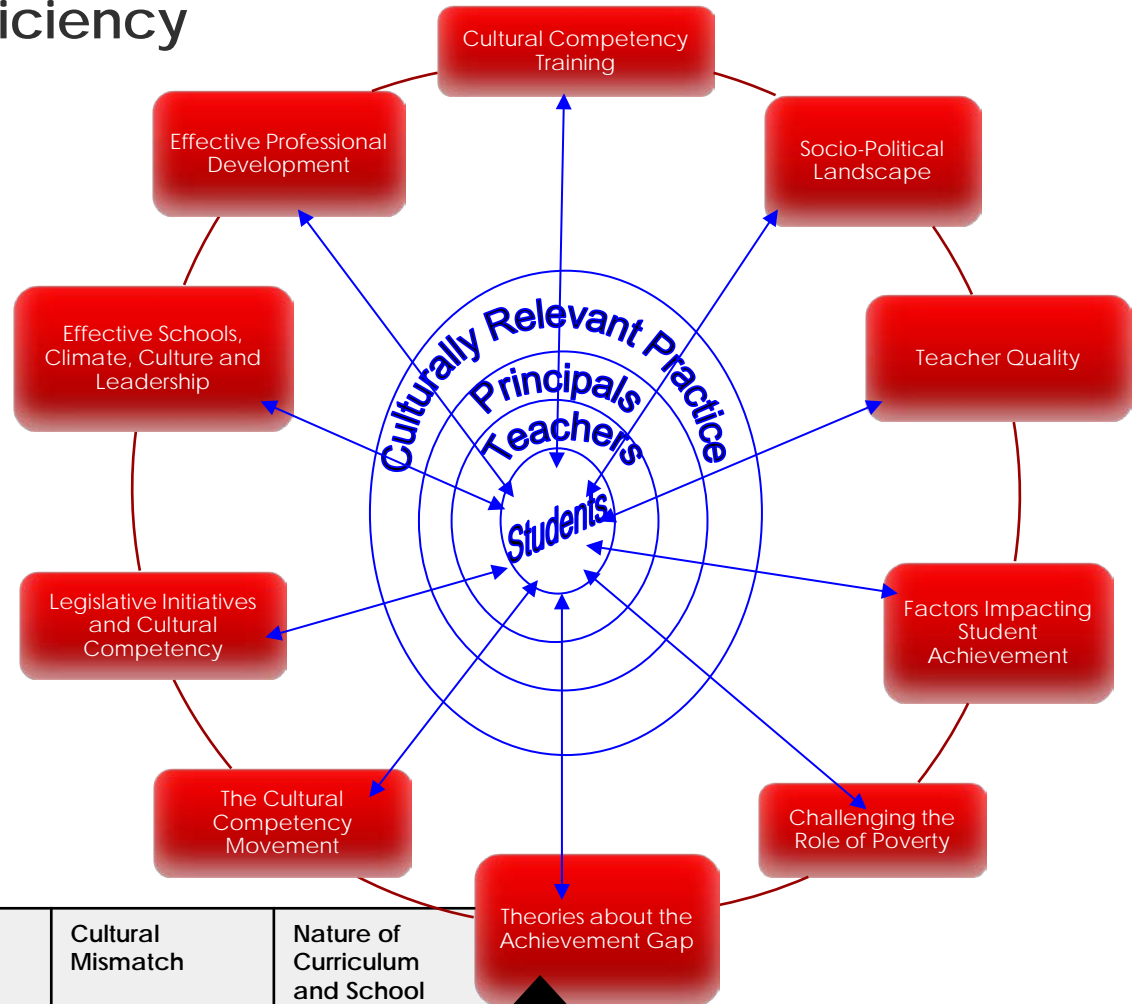 iciency
Cultural Competency
Training
Socio-Political
Landscape
Teacher Quality
Factors Impacting
Student
Achievement
Challenging the
Role of Poverty
Theories about the
Achievement Gap
The Cultural
Competency
Movement
Legislative Initiatives
and Cultural
Competency
Effective Schools,
Climate, Culture and
Leadership
Effective Professional
Development
Culturally Relevant Practice
Principals
Teachers
Students
Cultural
Mismatch
Nature of
Curriculum
and School